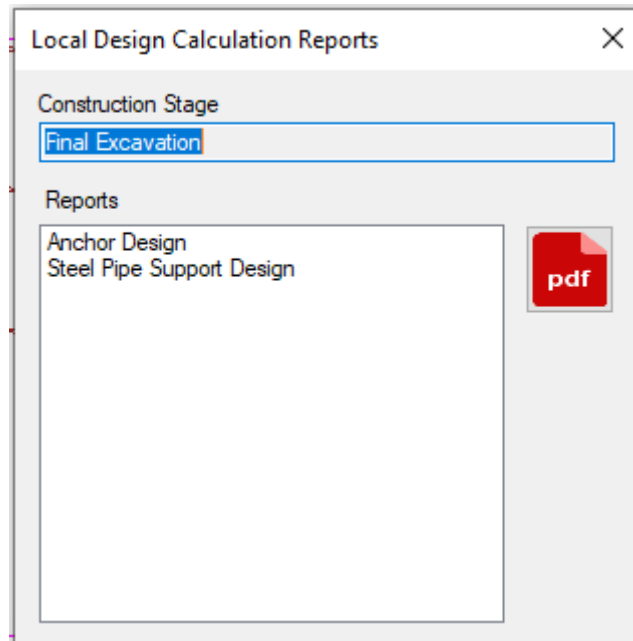 Local Design Calculation Reports
Construction Stage
Final Excavation
Reports
Anchor Design
Steel Pipe Support Design
pdf